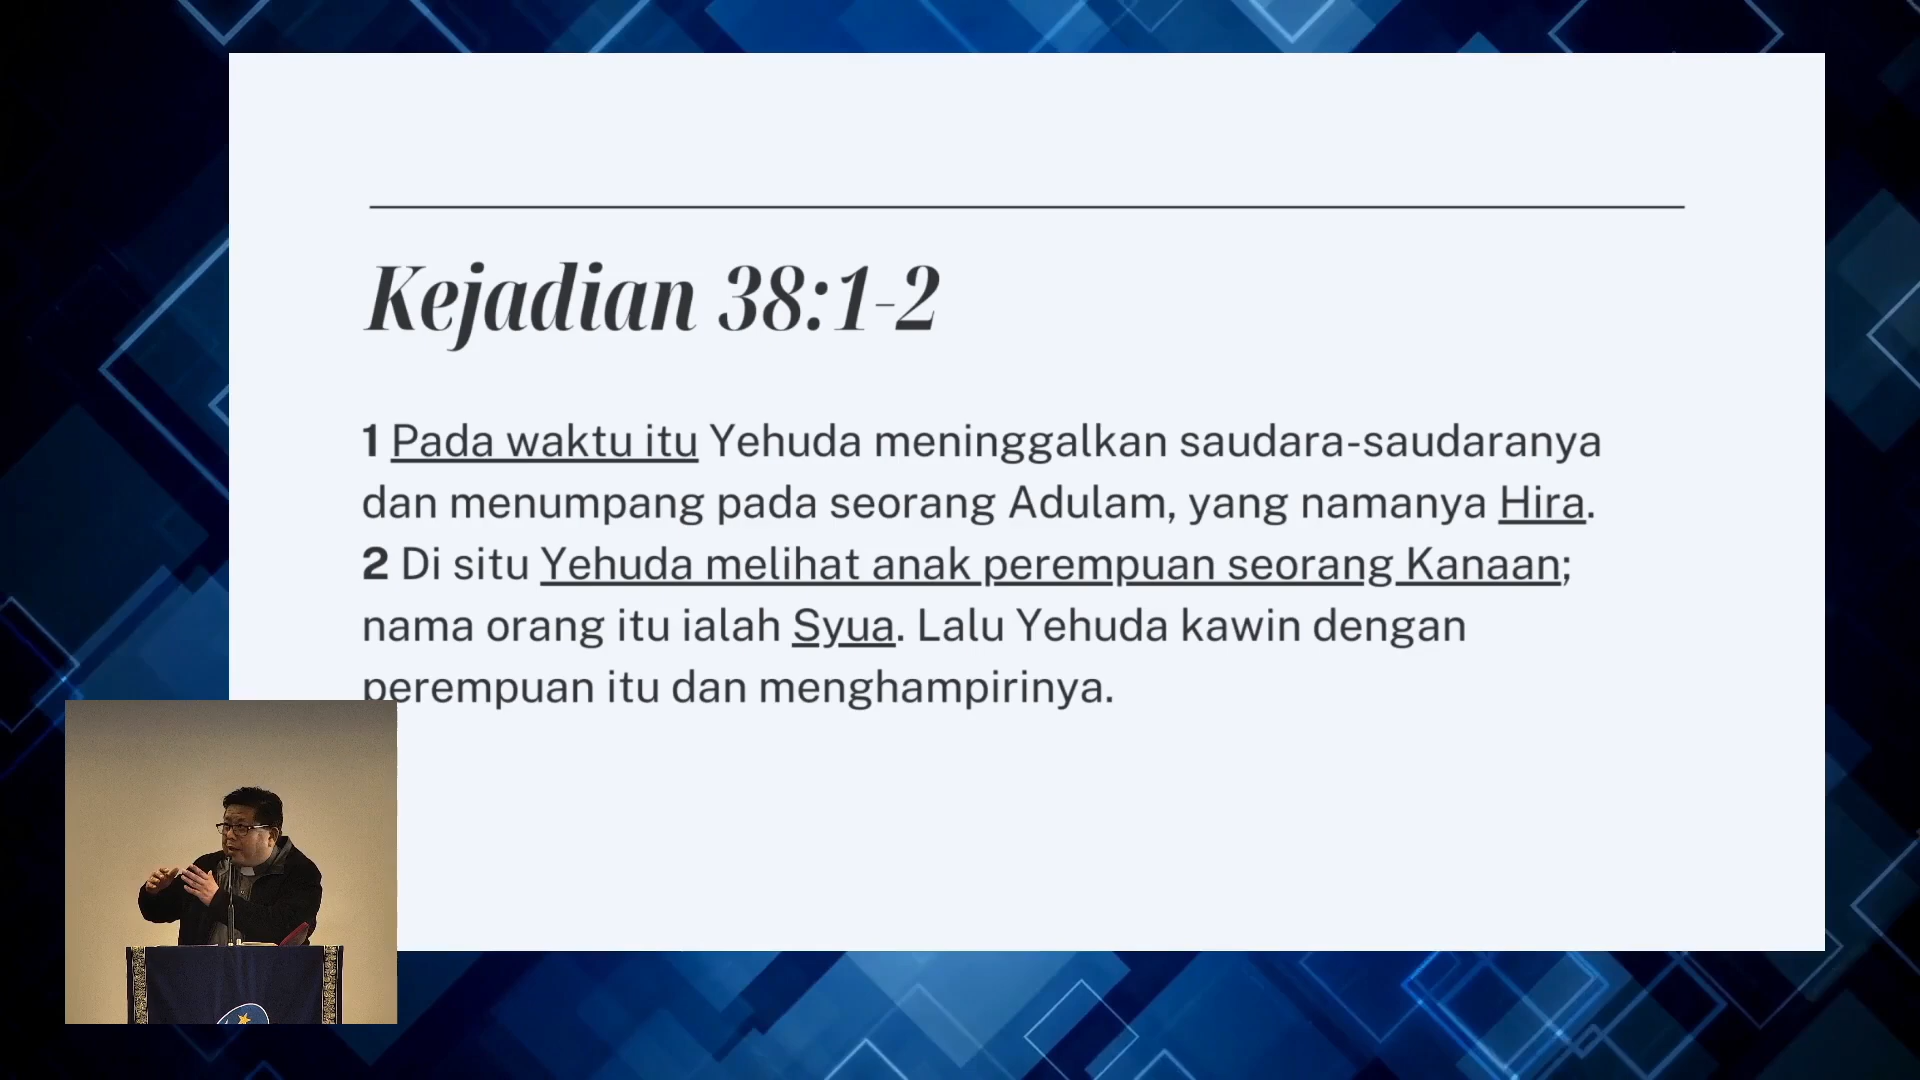 Kejadian 38:1-2
1 Pada waktu itu Yehuda meninggalkan saudara-saudaranya
dan menumpang pada seorang Adulam, yang namanya Hira.
2 Di situ Yehuda melihat anak perempuan seorang Kanaan;
nama orang itu ialah Syua. Lalu Yehuda kawin dengan
perempuan itu dan menghampirinya.